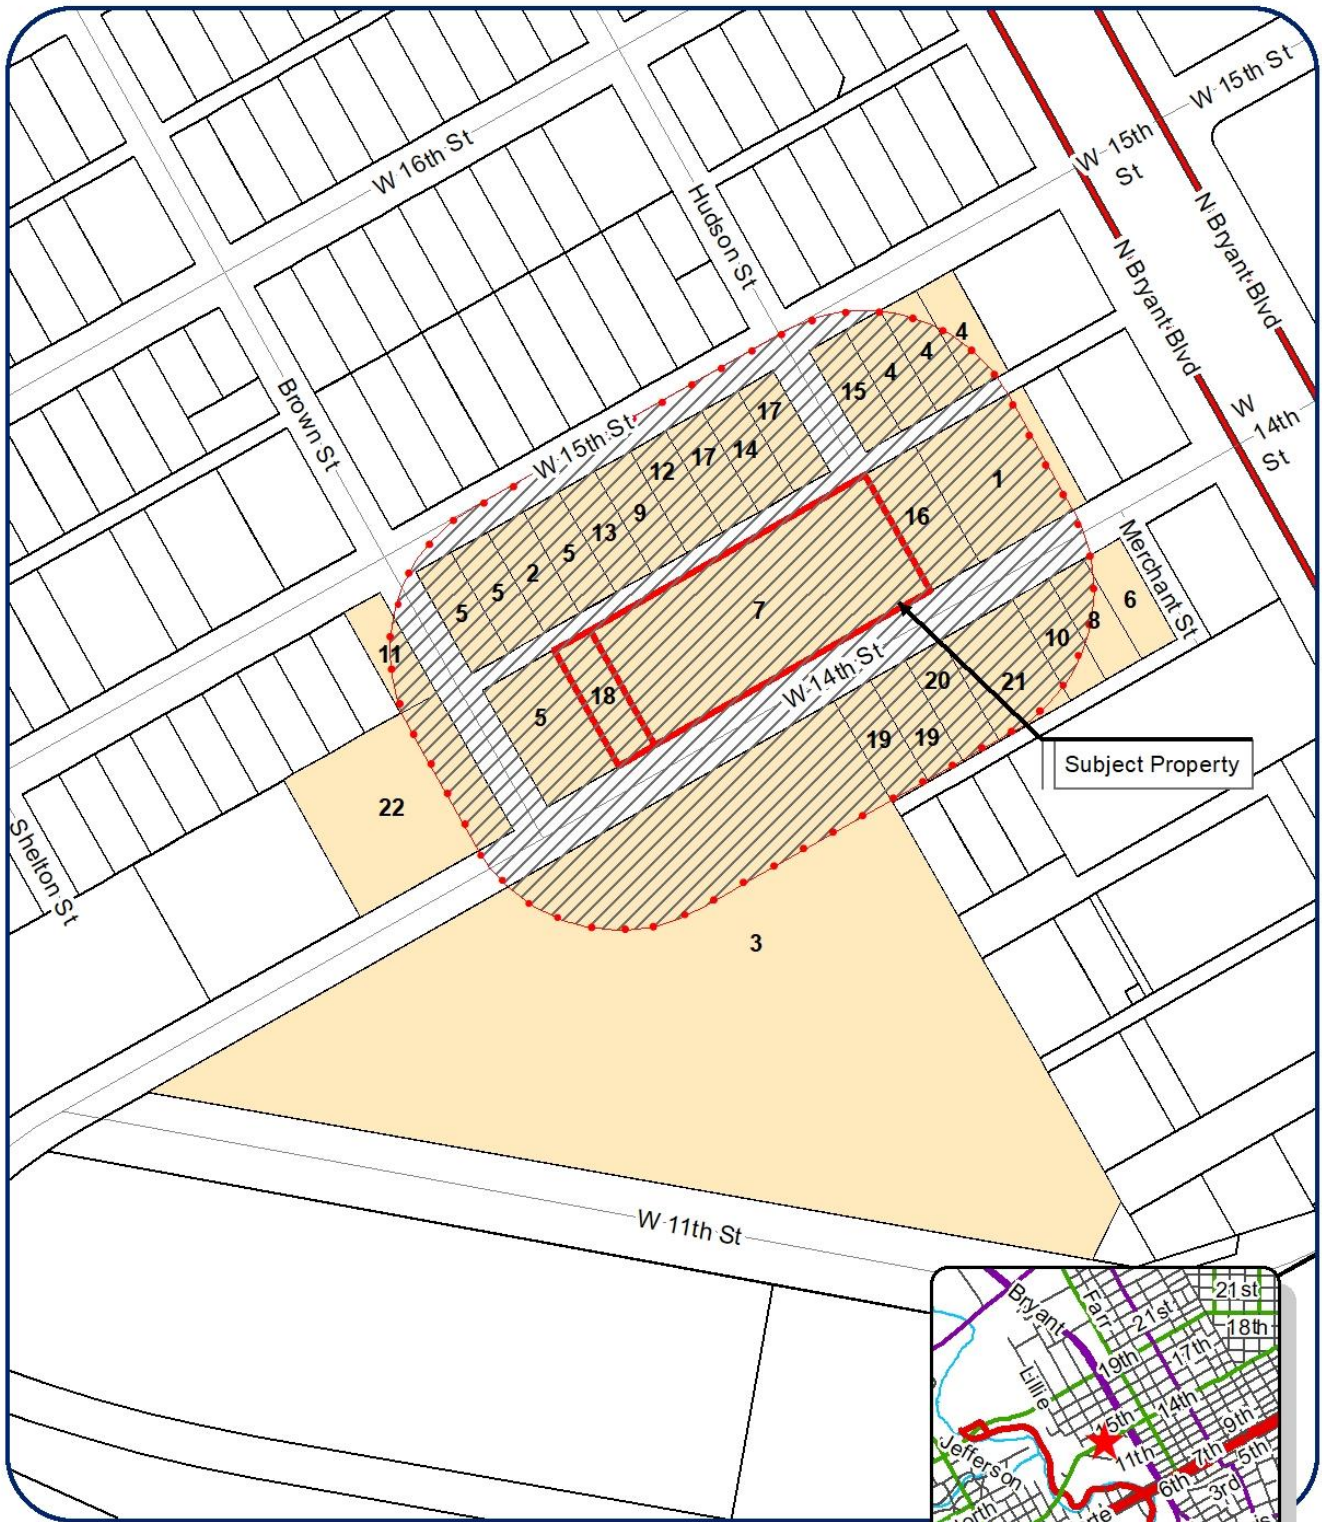 W 15th St
W 15th
St
W 16th St
Hudson St
N Bryant Blvd
N Bryant Blvd
4
4
4
15
17
Brown St
W
14th
St
W 15th St
14
17
12
1
9
16
13
Merchant St
5
2
5
5
7
6
8
10
11
W 14th St
20
21
18
5
19
19
Subject Property
22
Shelton St
3
W 11th St
Bryant
Farr
21st
21st
18th
17th
19th
Lillie
14th
15th
9th
11th
7th
5th
Jefferson
6th
3rd